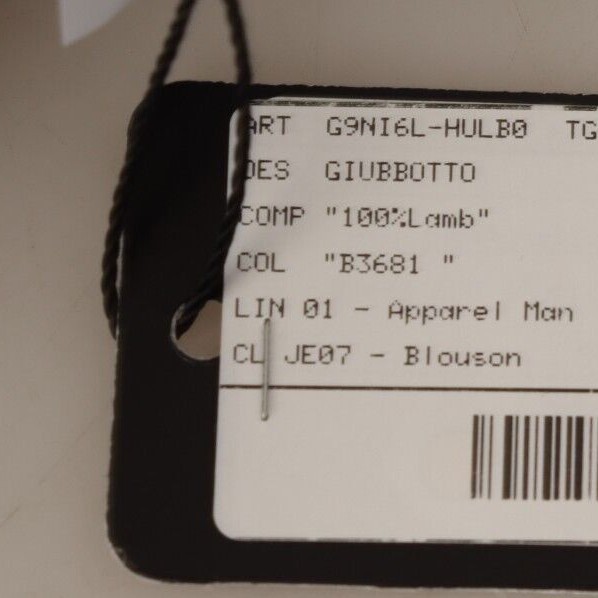 ART G9NI6L-HULB0 TG
DES GIUBBOTTO
COMP "100%Lamb"
COL "B3681 "
LIN 01 - Apparel Man
CL JE07 - Blouson